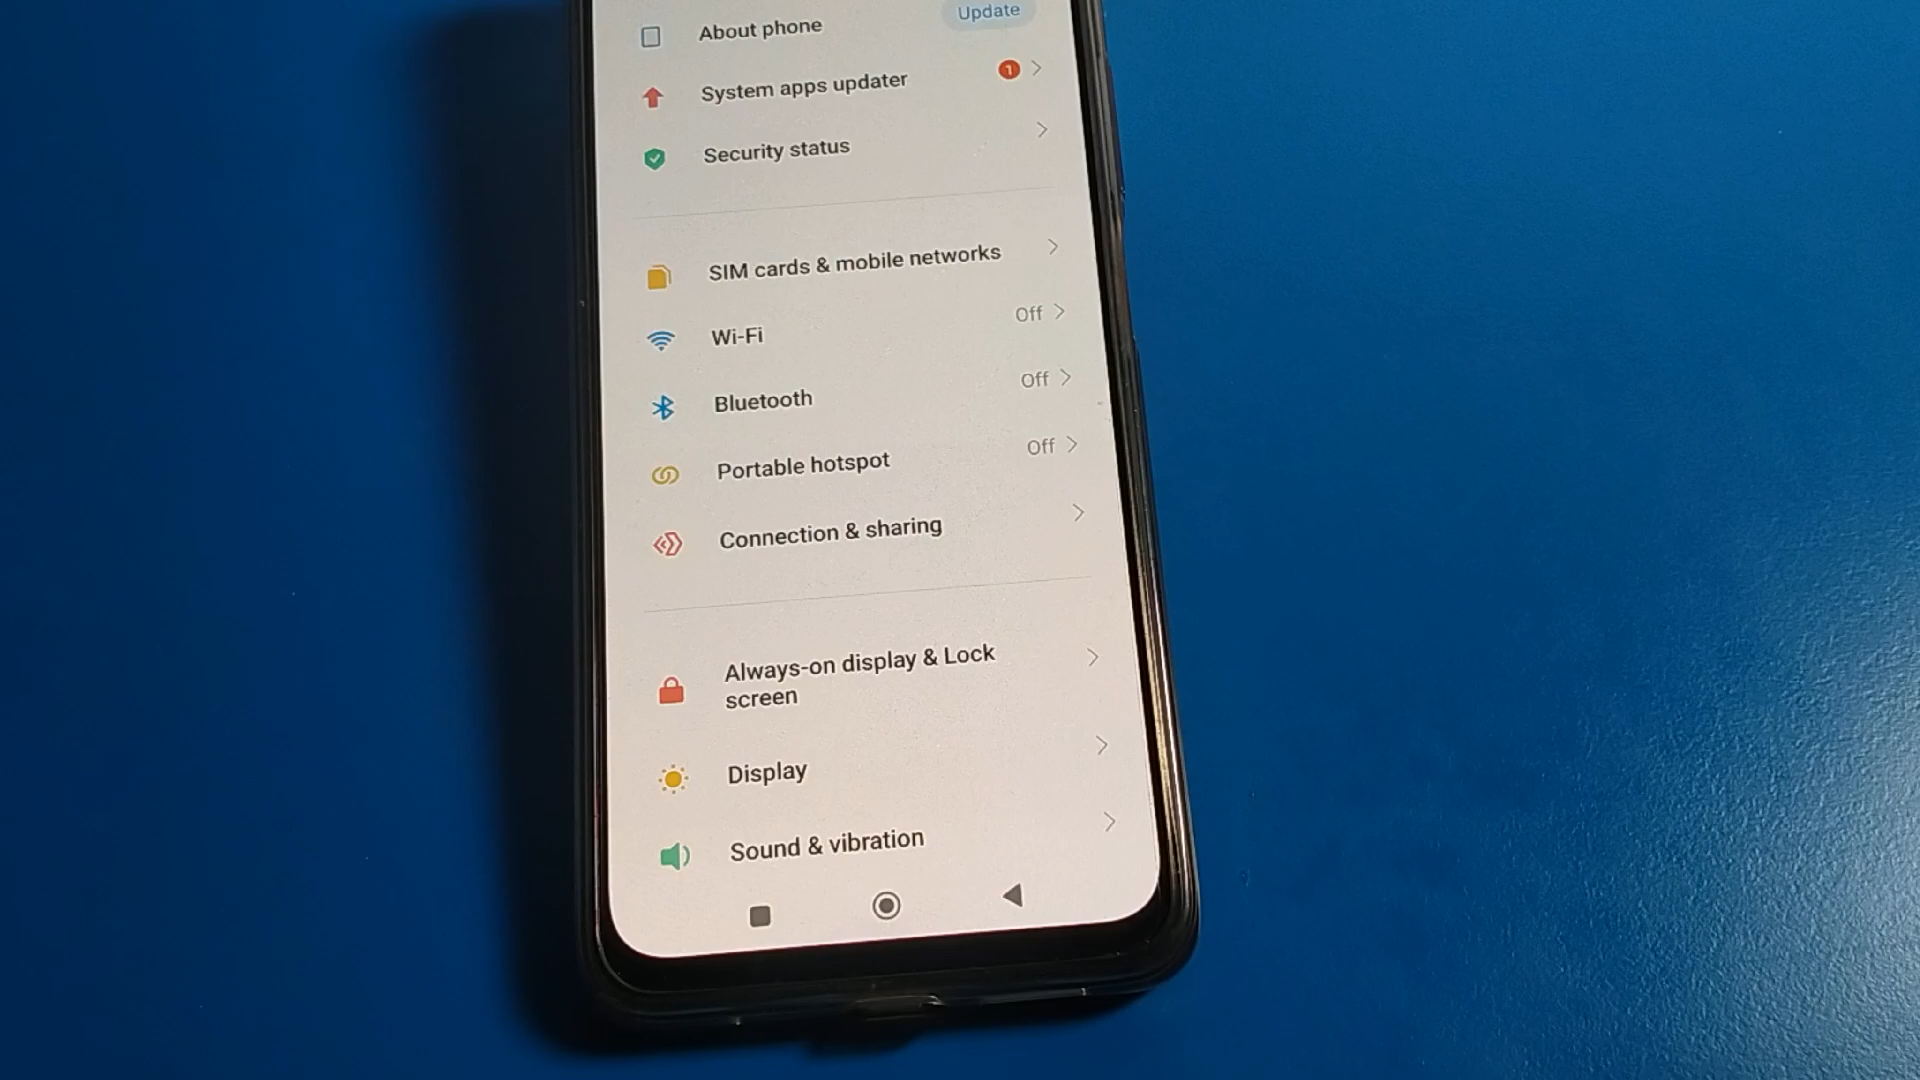 About phone
Update
System apps updater
1
Security status
SIM cards & mobile networks
Wi-Fi
Off
Bluetooth
Off
Portable hotspot
Off
Connection & sharing
Always-on display & Lock
screen
Display
Sound & vibration